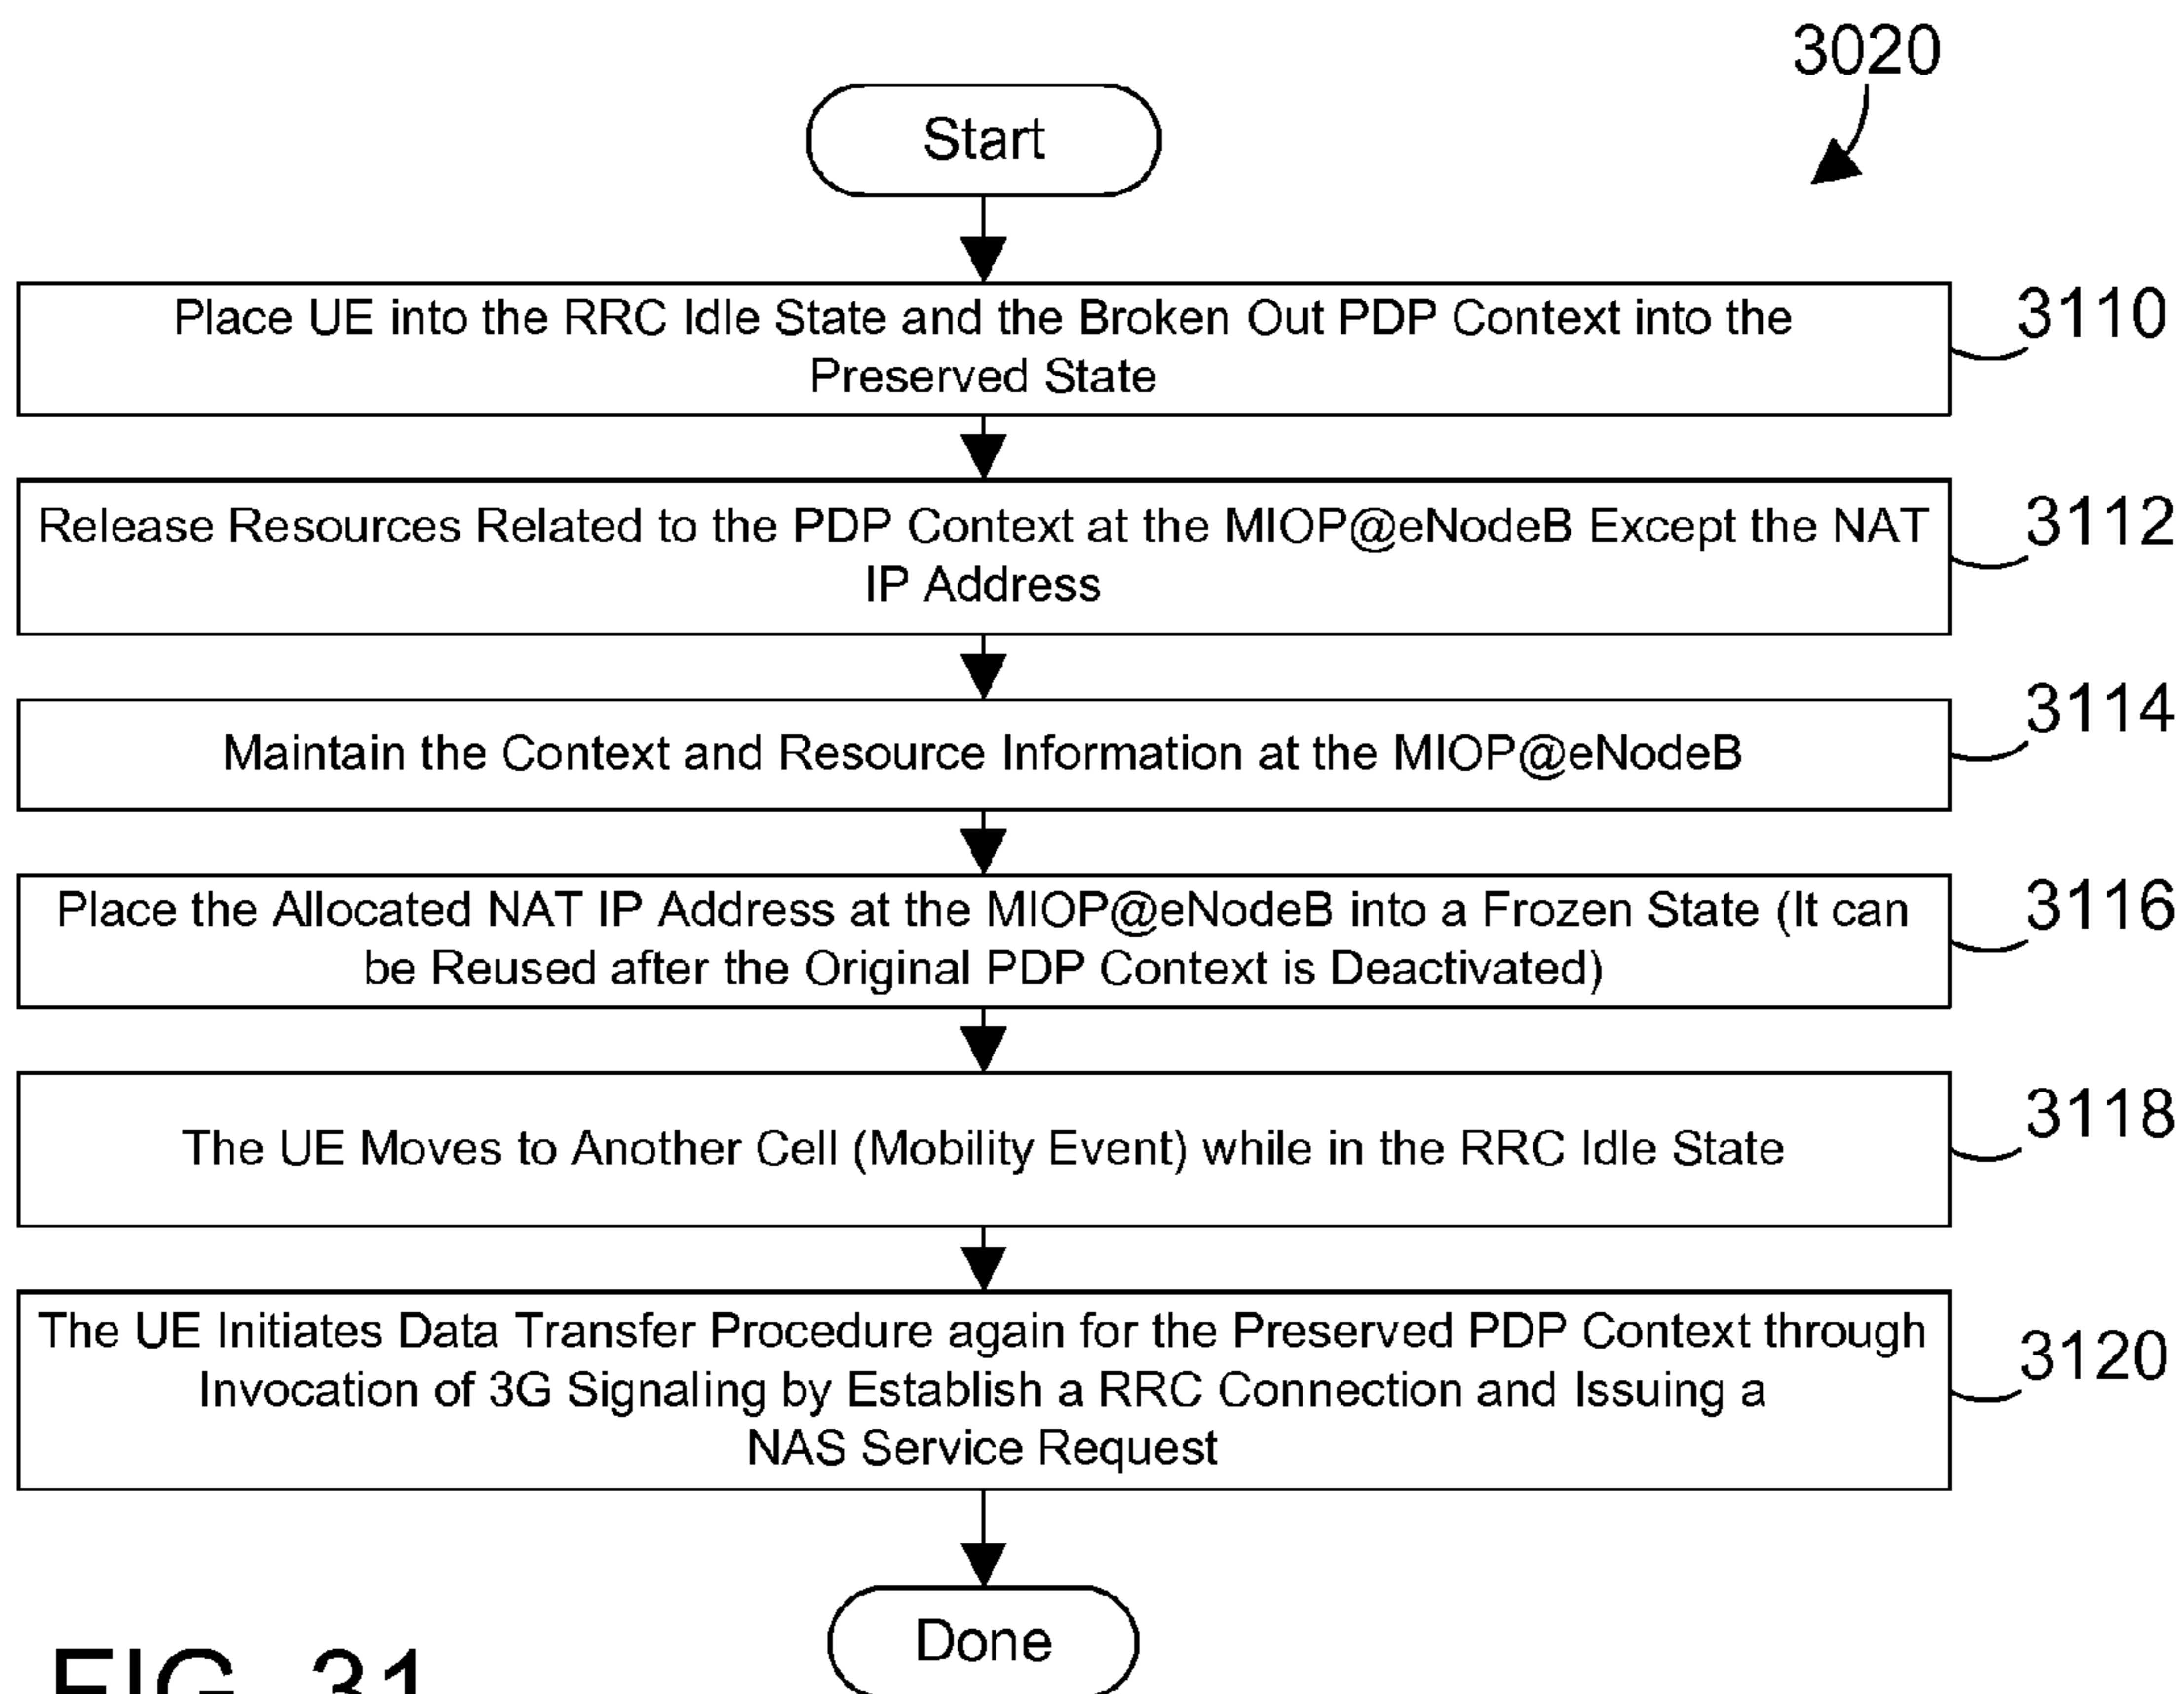 3020
Start
Place UE into the RRC Idle State and the Broken Out PDP Context into the
Preserved State
3110
Release Resources Related to the PDP Context at the MIOP@eNodeB Except the NAT
IP Address
3112
Maintain the Context and Resource Information at the MIOP@eNodeB
3114
Place the Allocated NAT IP Address at the MIOP@eNodeB into a Frozen State (It can
be Reused after the Original PDP Context is Deactivated)
3116
The UE Moves to Another Cell (Mobility Event) while in the RRC Idle State
3118
The UE Initiates Data Transfer Procedure again for the Preserved PDP Context through
Invocation of 3G Signaling by Establish a RRC Connection and Issuing a
NAS Service Request
3120
Done
FIG. 31